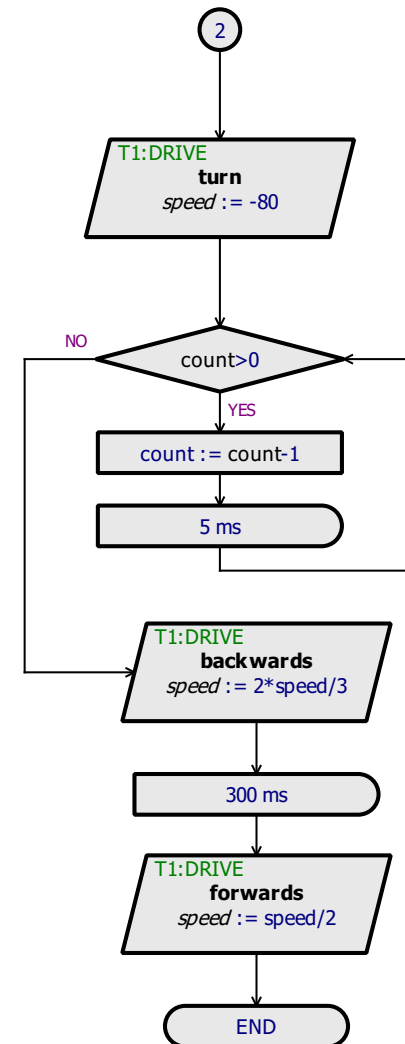 2
T1:DRIVE
turn
speed := -80
count>0
NO
YES
count := count-1
5 ms
T1:DRIVE
backwards
speed := 2*speed/3
300 ms
T1:DRIVE
forwards
speed := speed/2
END